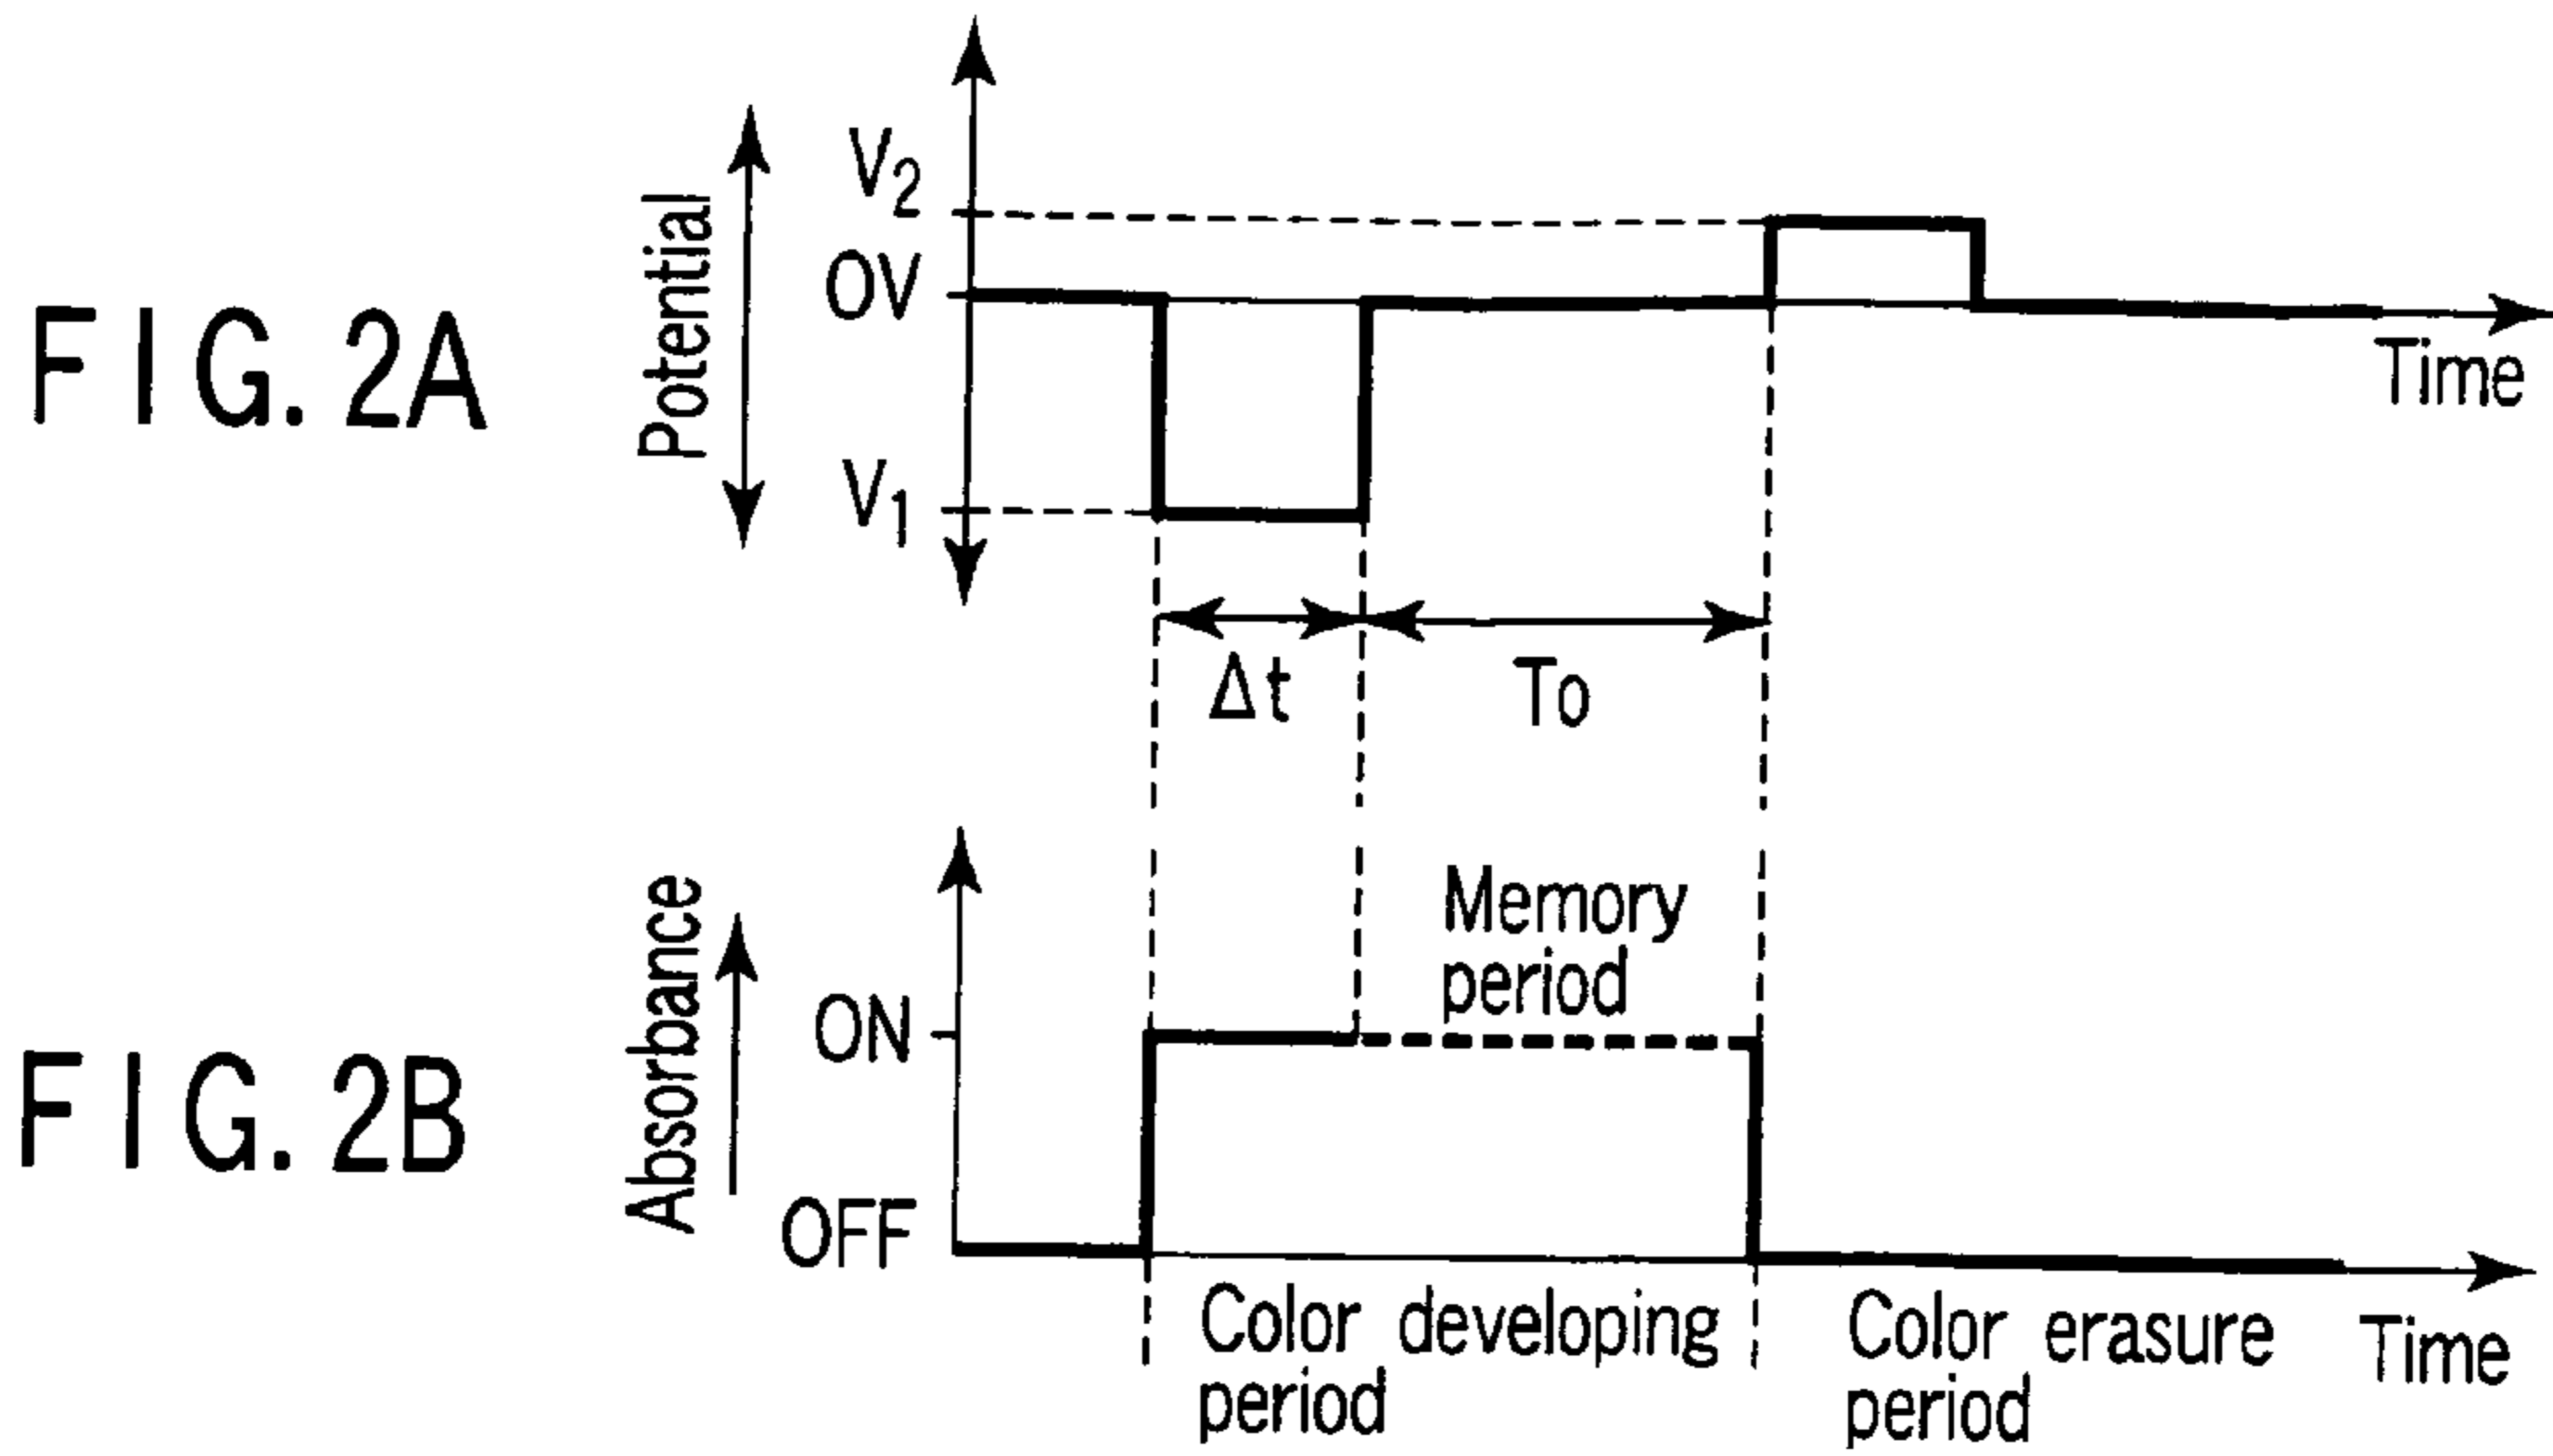 FIG. 2A
Potential
V2
0V
V1
Time
Δt
To
FIG. 2B
Absorbance
ON
OFF
Memory
period
Color developing
period
Color erasure
period
Time